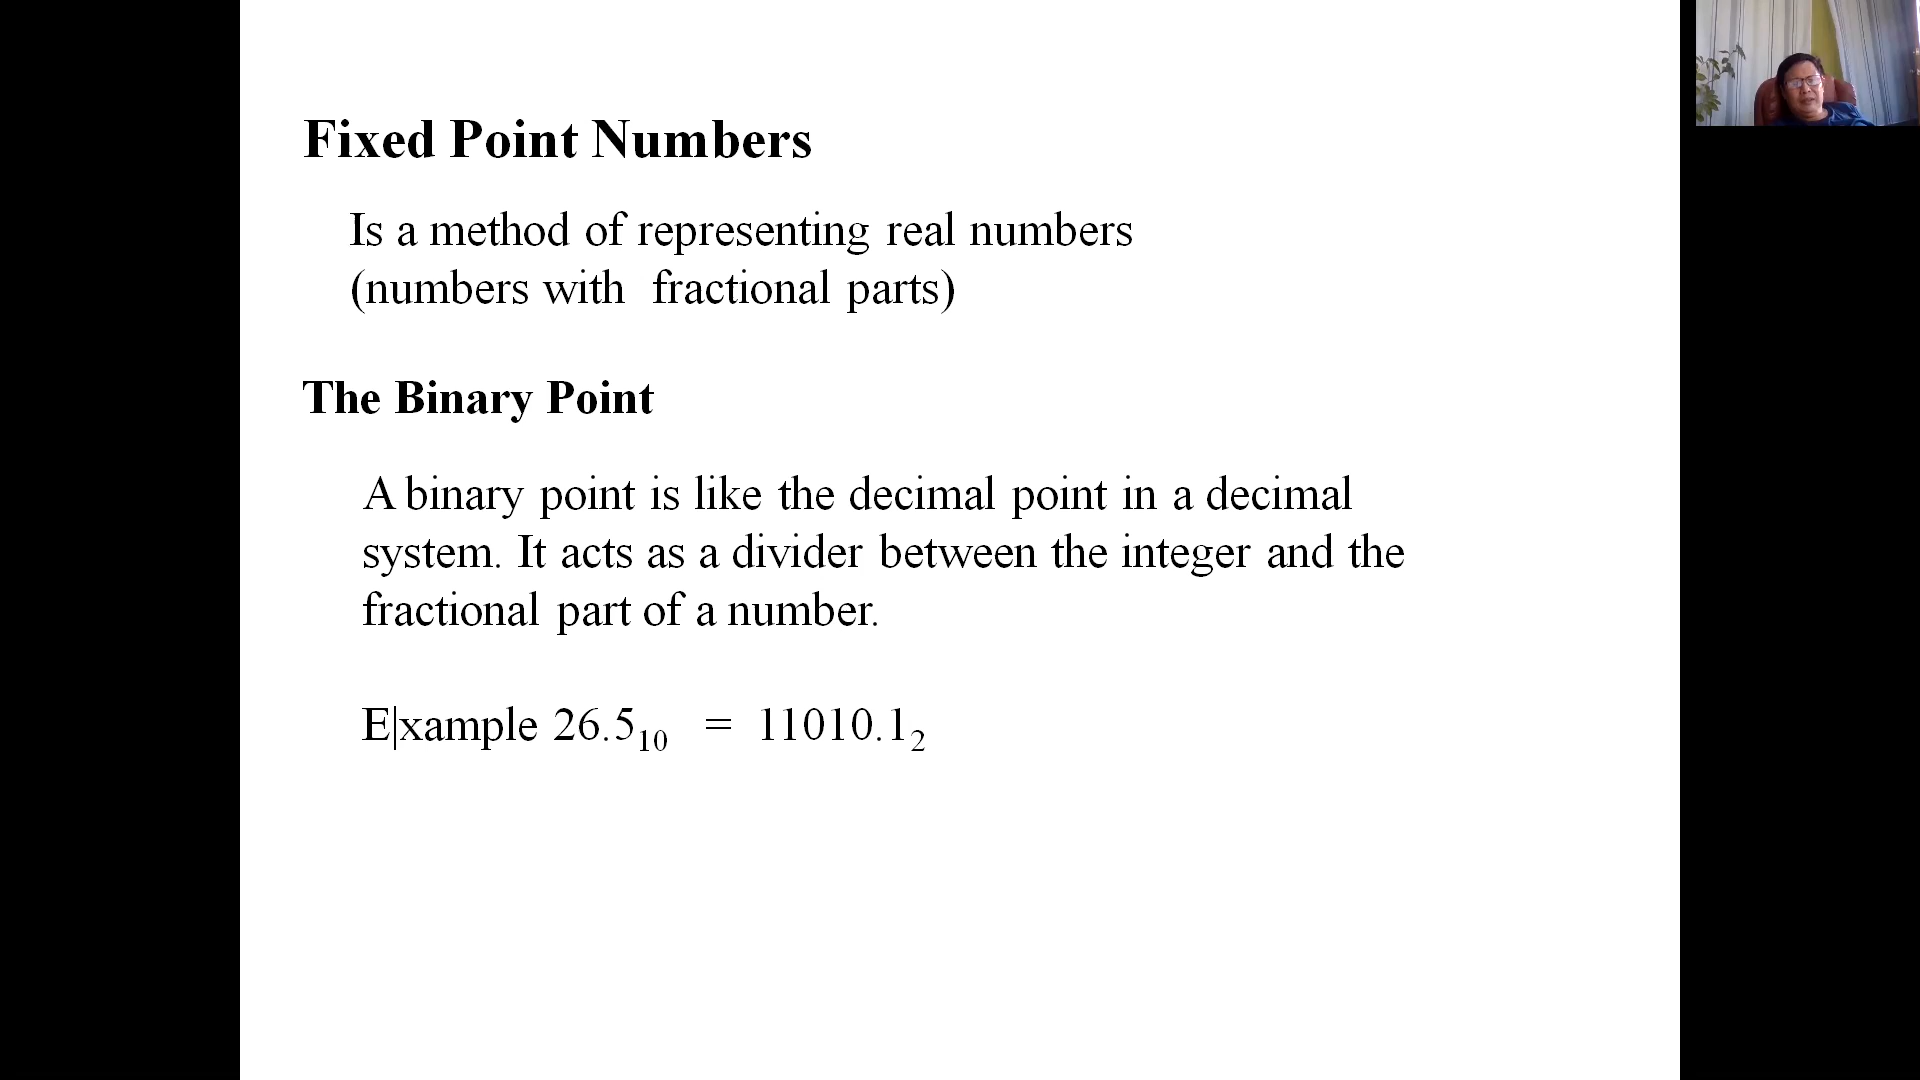 Fixed Point Numbers
Is a method of representing real numbers
(numbers with fractional parts)
The Binary Point
A binary point is like the decimal point in a decimal
system. It acts as a divider between the integer and the
fractional part of a number.
Example 26.5₁₀ = 11010.1₂